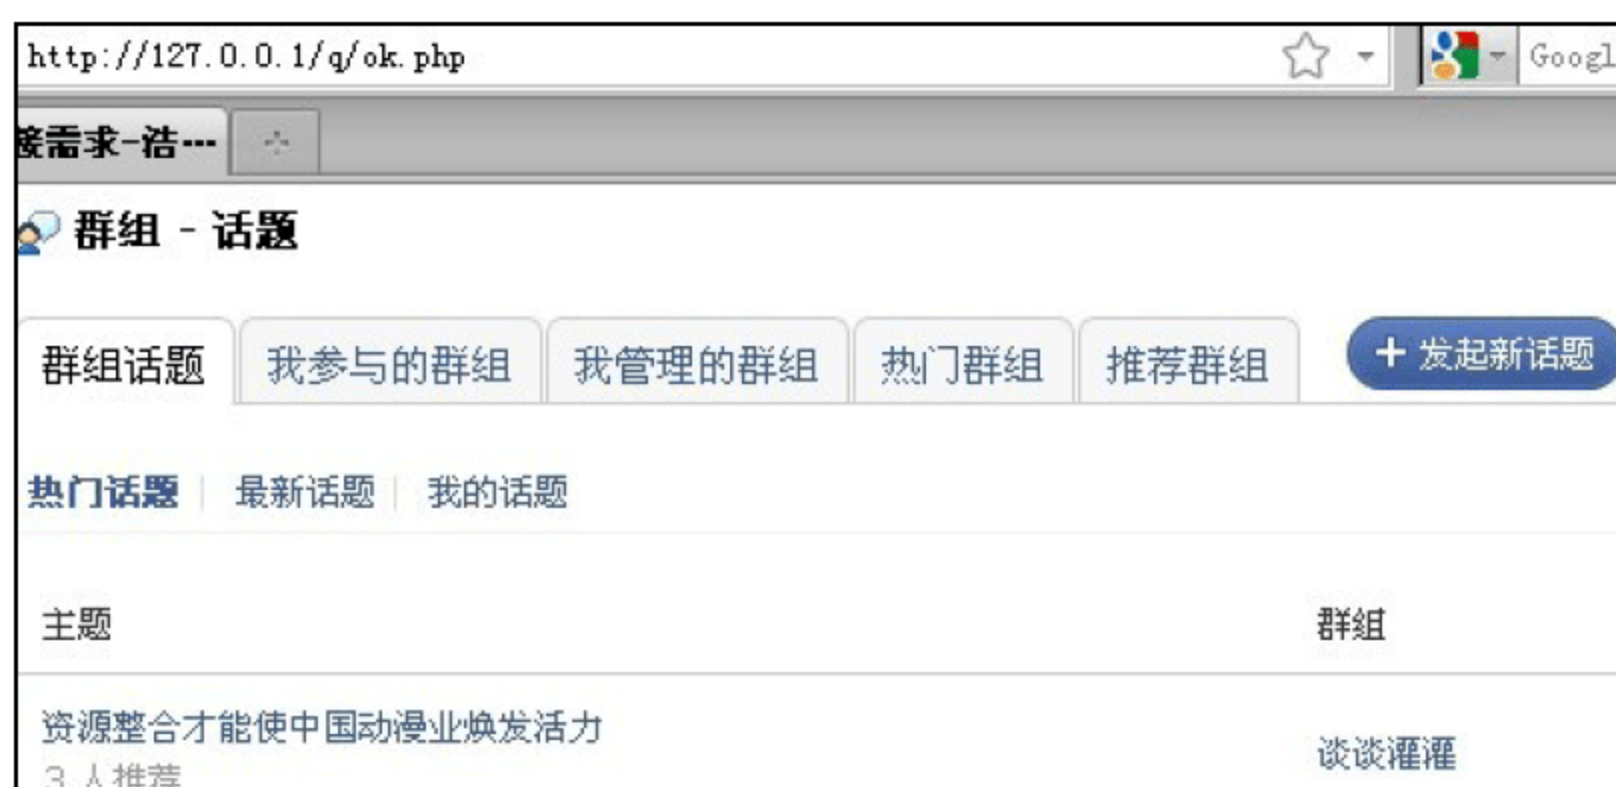 http://127.0.0.1/q/ok.php Googl
需求-浩…
群组 - 话题
群组话题 我参与的群组 我管理的群组 热门群组 推荐群组 + 发起新话题
热门话题 最新话题 我的话题
主题 群组
资源整合才能使中国动漫业焕发活力
谈谈灌灌
3 人推荐